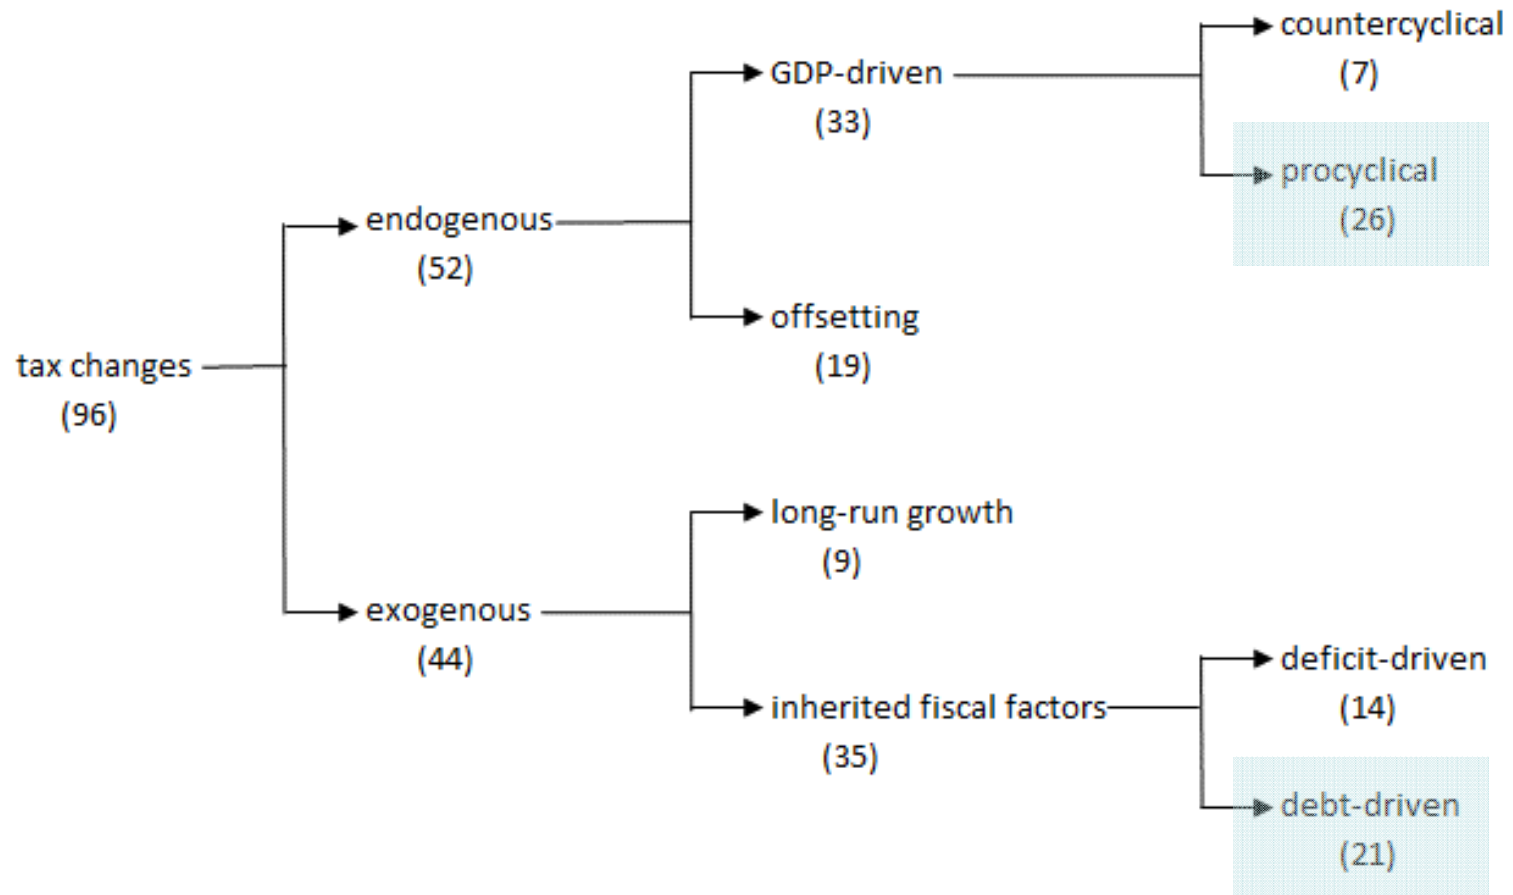 countercyclical
(7)
GDP-driven
(33)
procyclical
(26)
endogenous
(52)
offsetting
(19)
tax changes
(96)
long-run growth
(9)
exogenous
(44)
deficit-driven
(14)
inherited fiscal factors
(35)
debt-driven
(21)